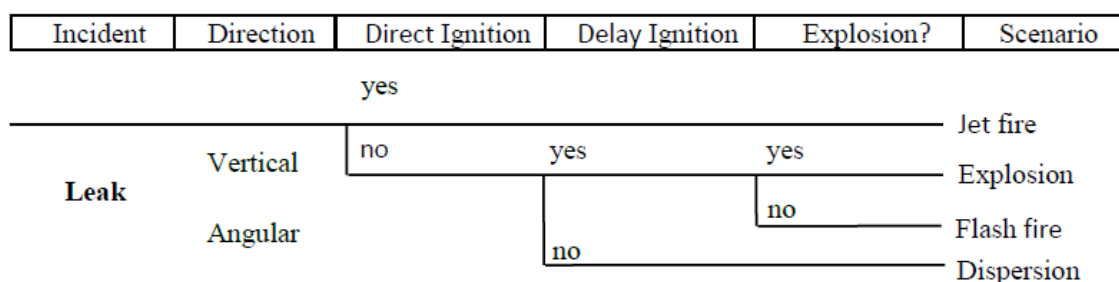 Incident Direction Direct Ignition Delay Ignition Explosion? Scenario
yes
Jet fire
Vertical no yes yes Explosion
Leak
Angular no Flash fire
no Dispersion